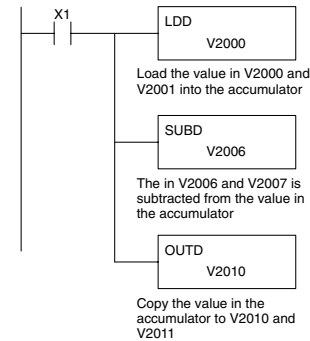 X1
LDD
V2000
Load the value in V2000 and
V2001 into the accumulator
SUBD
V2006
The in V2006 and V2007 is
subtracted from the value in
the accumulator
OUTD
V2010
Copy the value in the
accumulator to V2010 and
V2011